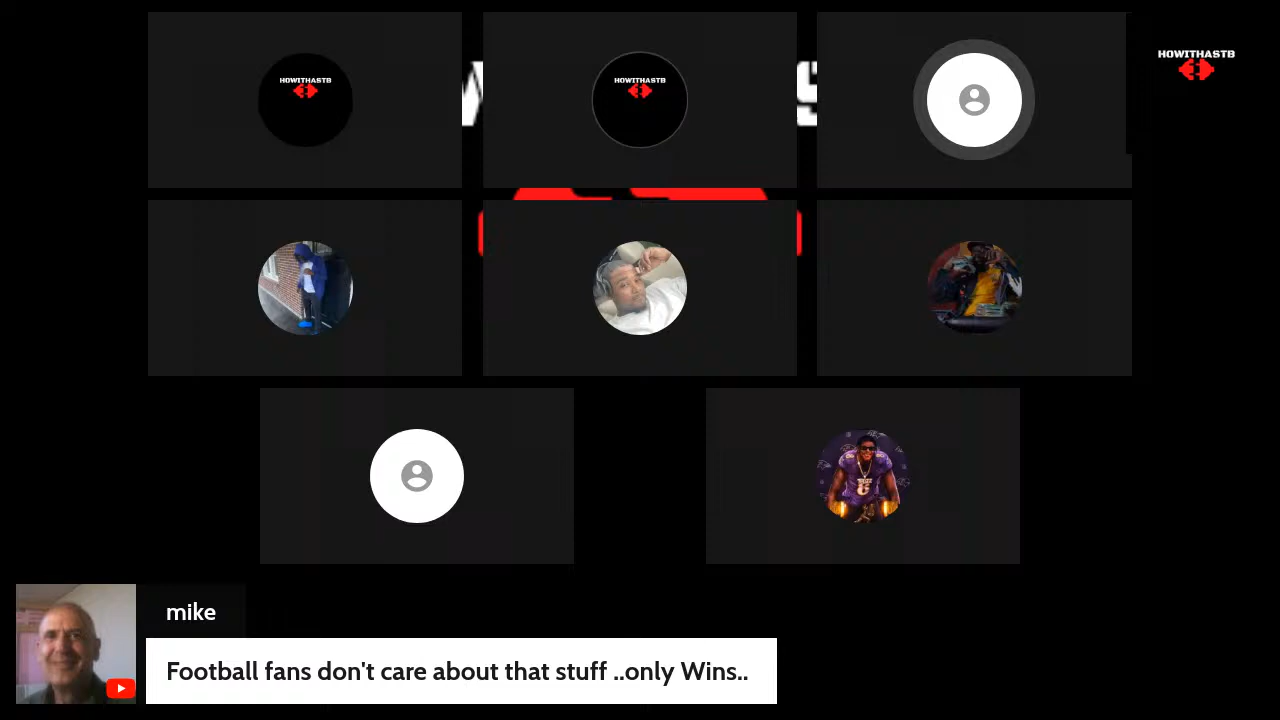 HOWITHASTB
HOWITHASTB
HOWITHASTB
mike
Football fans don't care about that stuff ..only Wins..